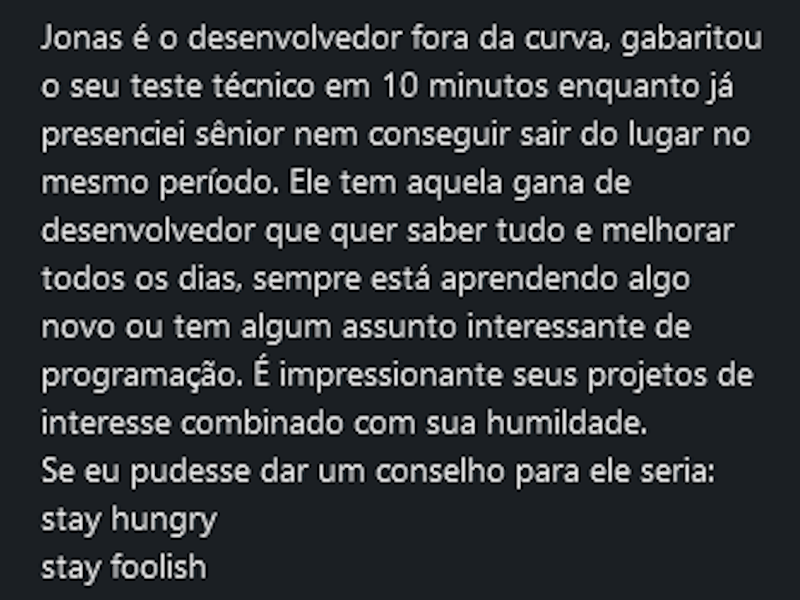 Jonas é o desenvolvedor fora da curva, gabaritou
o seu teste técnico em 10 minutos enquanto já
presenciei sênior nem conseguir sair do lugar no
mesmo período. Ele tem aquela gana de
desenvolvedor que quer saber tudo e melhorar
todos os dias, sempre está aprendendo algo
novo ou tem algum assunto interessante de
programação. É impressionante seus projetos de
interesse combinado com sua humildade.
Se eu pudesse dar um conselho para ele seria:
stay hungry
stay foolish